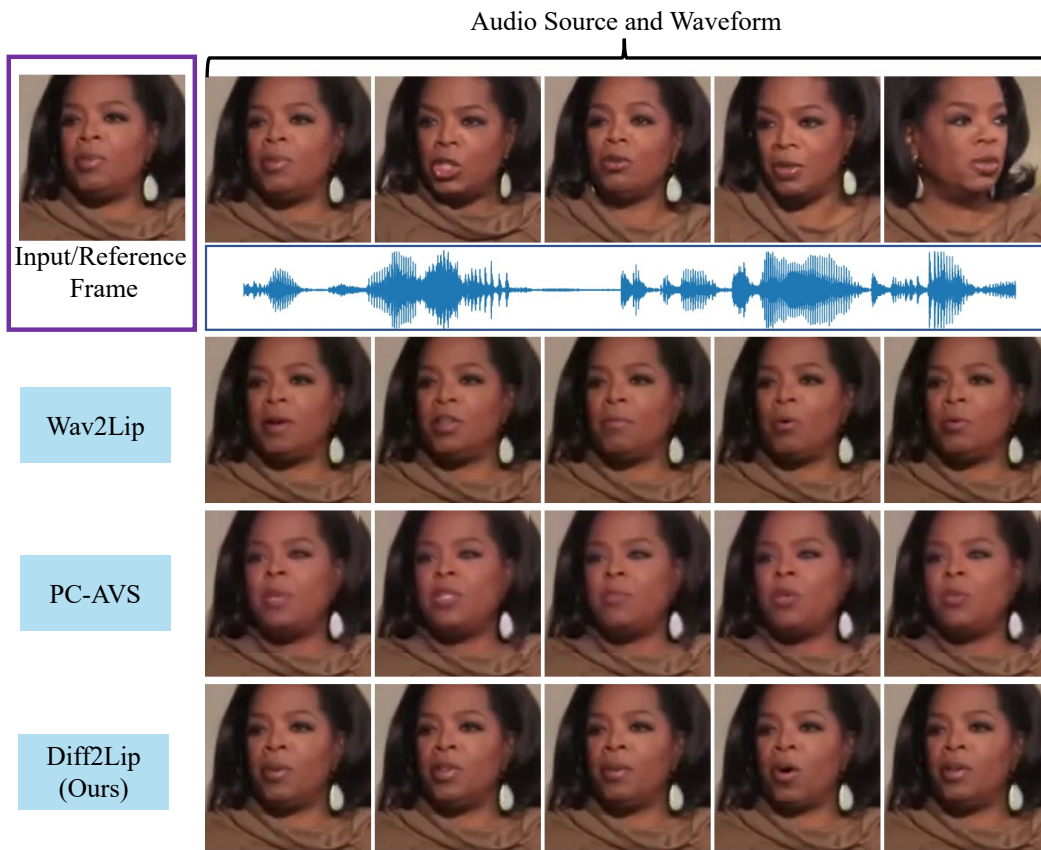 Audio Source and Waveform
Input/Reference
Frame
Wav2Lip
PC-AVS
Diff2Lip
(Ours)